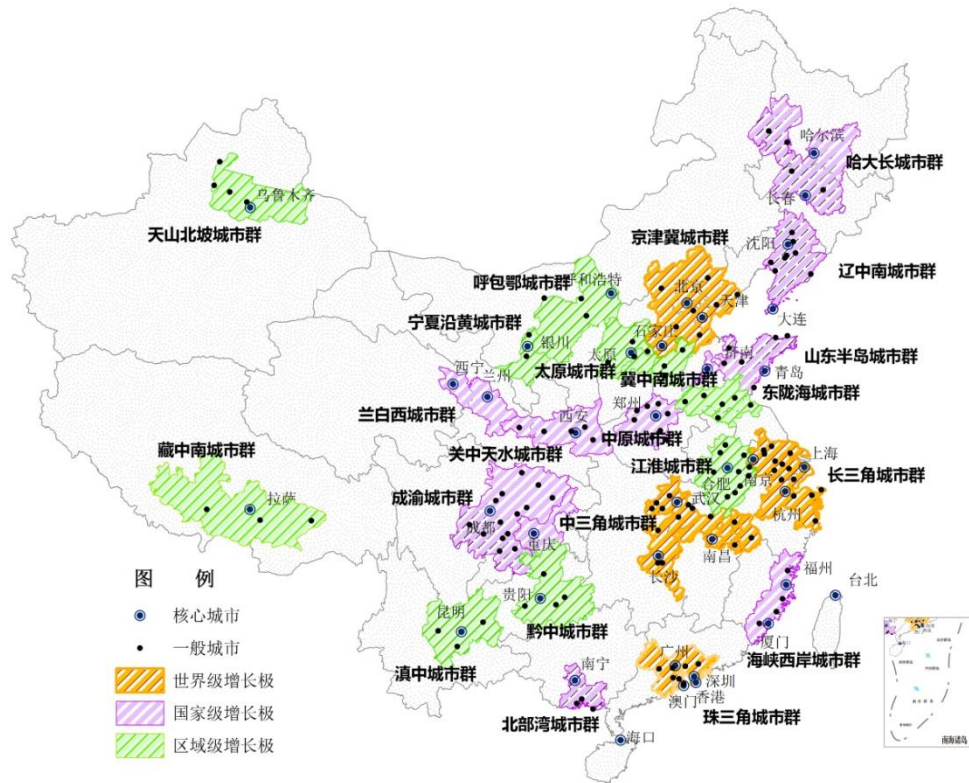 哈尔滨
哈大长城市群
长春
乌鲁木齐
天山北坡城市群
沈阳
京津冀城市群
辽中南城市群
呼包鄂城市群
呼和浩特
北京
天津
大连
宁夏沿黄城市群
银川
石家庄
太原
济南
山东半岛城市群
青岛
太原城市群
冀中南城市群
东陇海城市群
西宁
兰州
兰白西城市群
郑州
西安
中原城市群
关中天水城市群
藏中南城市群
江淮城市群
上海
长三角城市群
合肥
南京
成渝城市群
拉萨
武汉
杭州
成都
中三角城市群
重庆
南昌
长沙
福州
台北
图 例
核心城市
一般城市
世界级增长极
国家级增长极
区域级增长极
贵阳
昆明
黔中城市群
滇中城市群
厦门
海峡西岸城市群
广州
深圳
香港
澳门
珠三角城市群
南宁
北部湾城市群
海口
南海诸岛